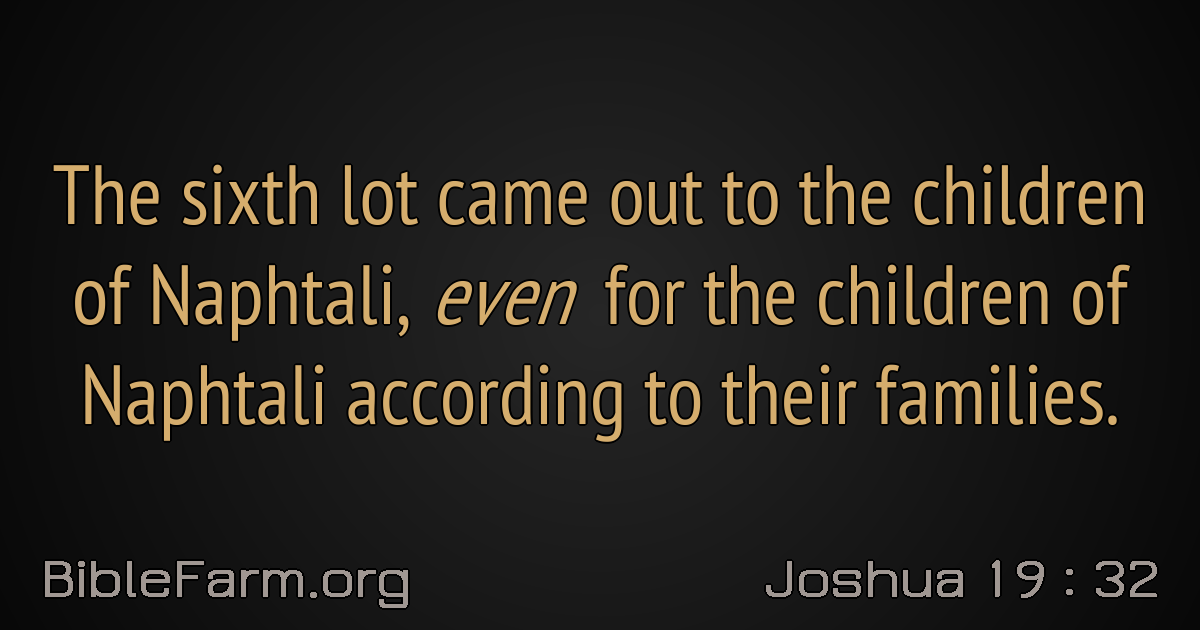 The sixth lot came out to the children
of Naphtali, even for the children of
Naphtali according to their families.
BibleFarm.org
Joshua 19 : 32